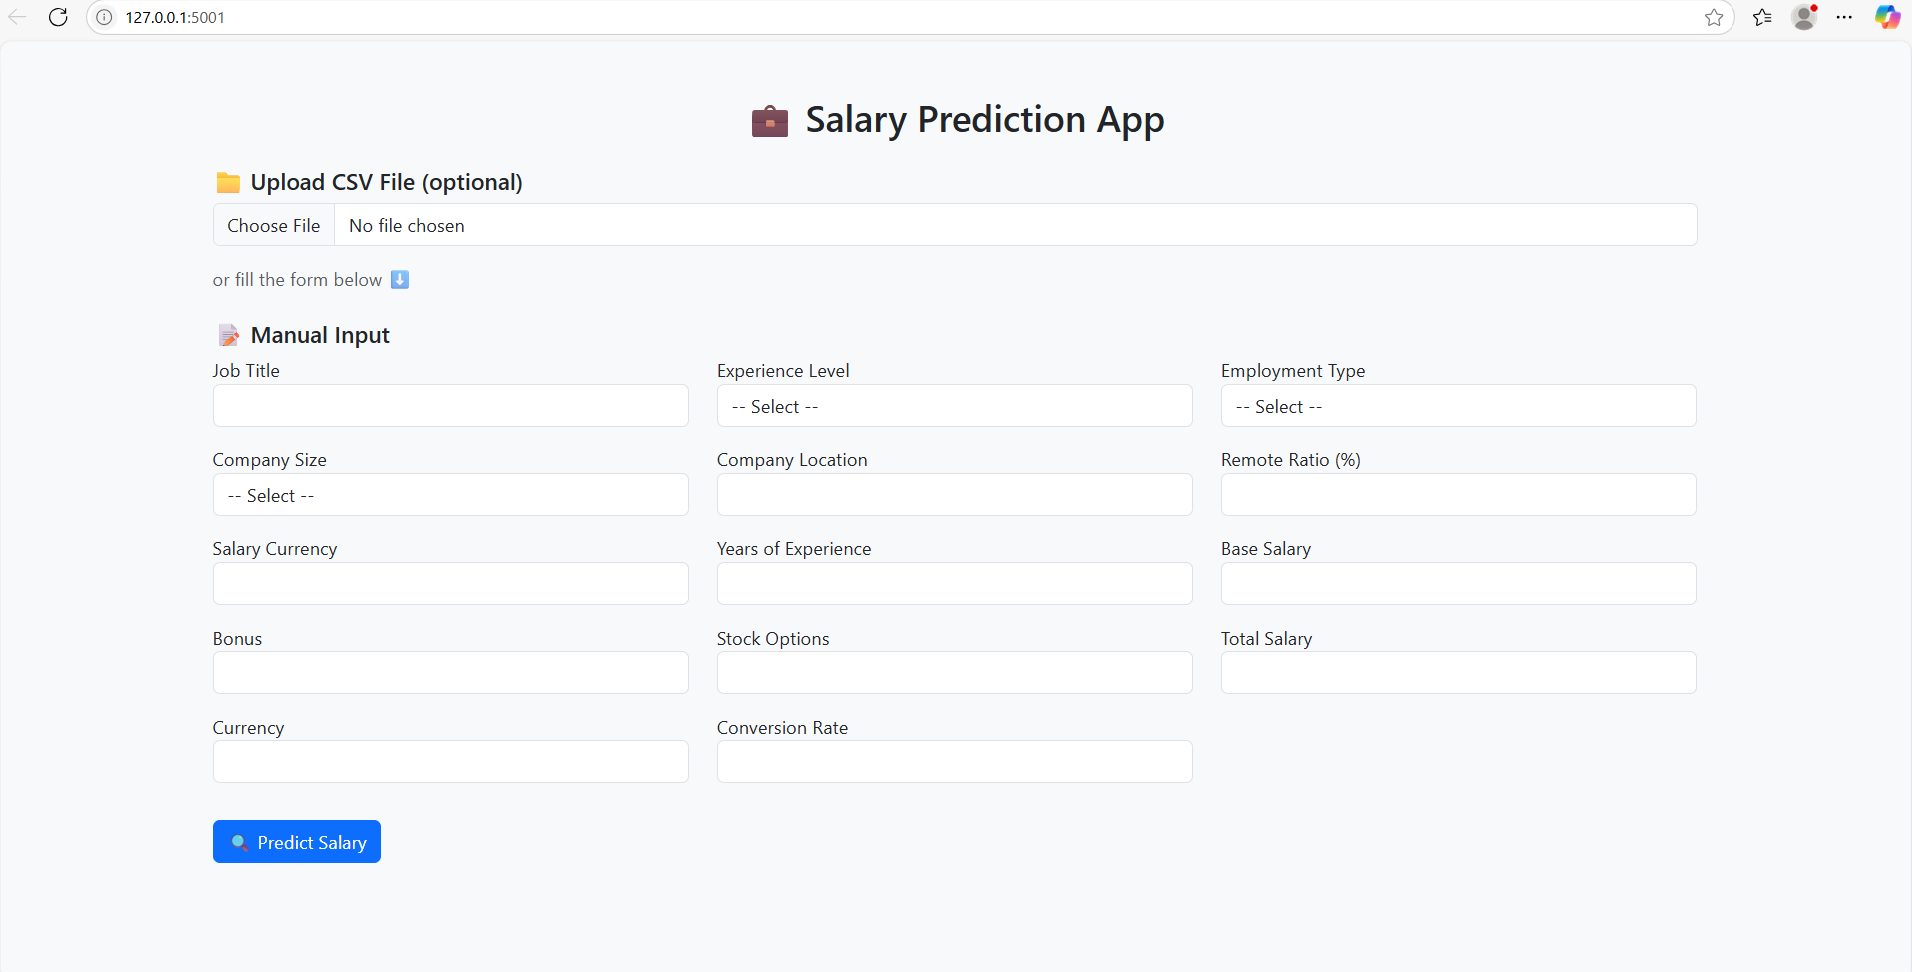 127.0.0.1:5001
Salary Prediction App
Upload CSV File (optional)
Choose File No file chosen
or fill the form below
Manual Input
Job Title Experience Level Employment Type
-- Select -- -- Select --
Company Size Company Location Remote Ratio (%)
-- Select --
Salary Currency Years of Experience Base Salary
Bonus Stock Options Total Salary
Currency Conversion Rate
Predict Salary